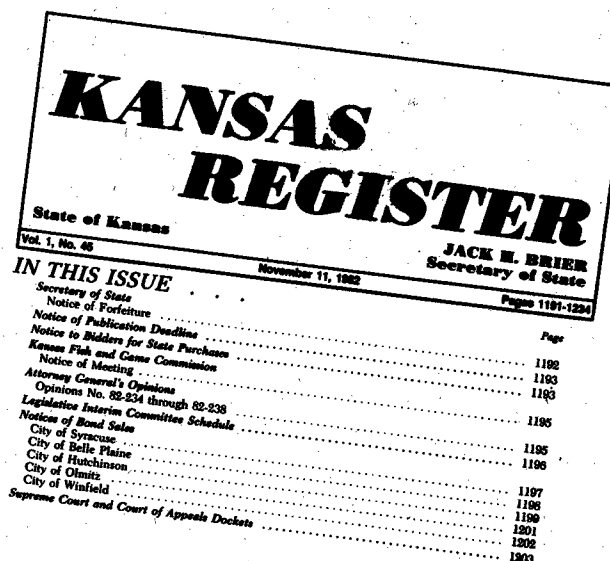 KANSAS
REGISTER
State of Kansas
JACK H. BRIER
Secretary of State
Vol. 1, No. 45 November 11, 1982 Pages 1191-1234
IN THIS ISSUE . . .
Page
Secretary of State
Notice of Forfeiture ........ 1192
Notice of Publication Deadline ........ 1193
Notice to Bidders for State Purchases ........ 1193
Kansas Fish and Game Commission
Notice of Meeting ........ 1195
Attorney General's Opinions
Opinions No. 82-234 through 82-238 ........ 1195
Legislative Interim Committee Schedule ........ 1196
Notices of Bond Sales
City of Syracuse ........ 1197
City of Belle Plaine ........ 1198
City of Hutchinson ........ 1199
City of Olmitz ........ 1201
City of Winfield ........ 1202
Supreme Court and Court of Appeals Dockets ........ 1203